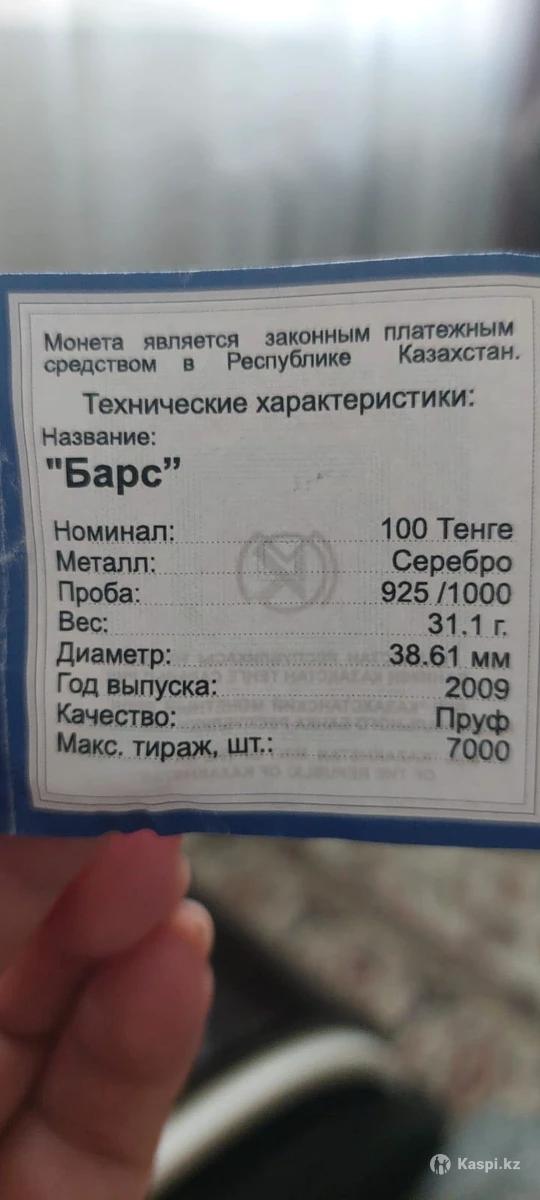 Монета является законным платежным
средством в Республике Казахстан.
Технические характеристики:
Название:
"Барс”
Номинал: 100 Тенге
Металл: Серебро
Проба: 925 /1000
Вес: 31.1 г.
Диаметр: 38.61 мм
Год выпуска: 2009
Качество: Пруф
Макс. тираж, шт.: 7000
Kaspi.kz